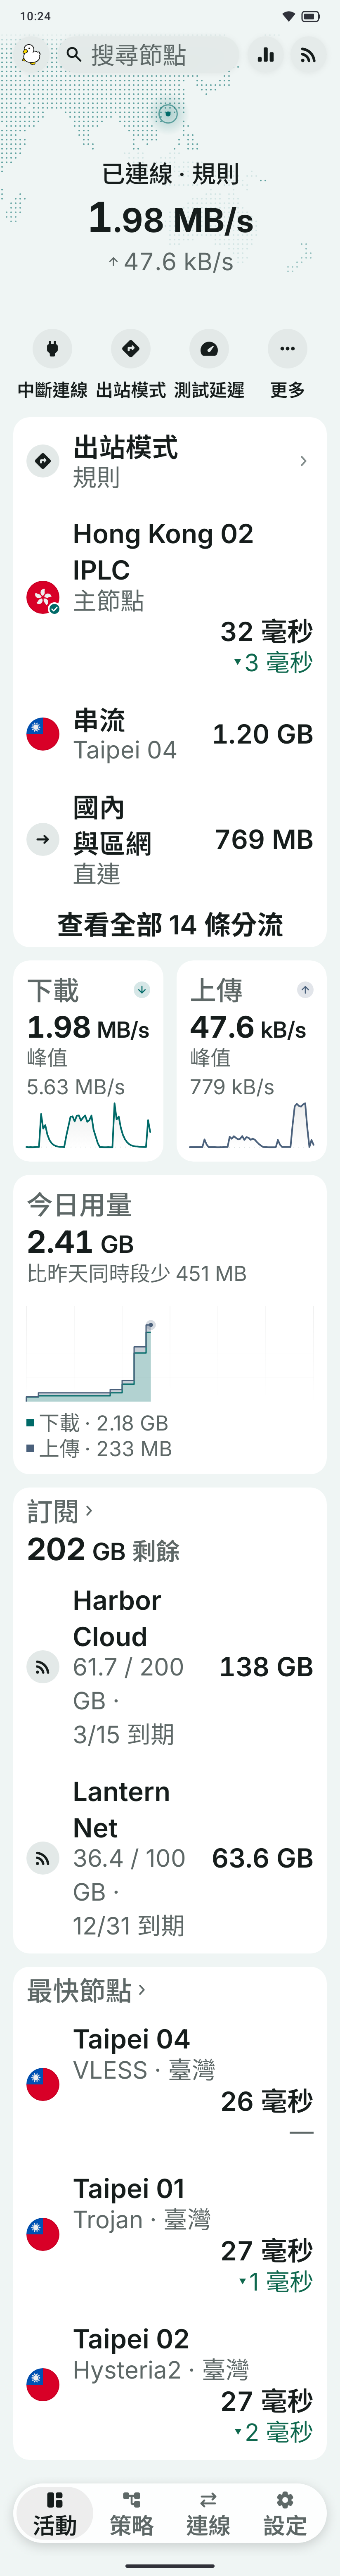 10:24
搜尋節點
已連線 · 規則
1.98 MB/s
↑ 47.6 kB/s
中斷連線 出站模式 測試延遲 更多
出站模式
規則
Hong Kong 02
IPLC
主節點
32 毫秒
▼3 毫秒
串流
Taipei 04
1.20 GB
國內
與區網
直連
769 MB
查看全部 14 條分流
下載
1.98 MB/s
峰值
5.63 MB/s
上傳
47.6 kB/s
峰值
779 kB/s
今日用量
2.41 GB
比昨天同時段少 451 MB
下載 · 2.18 GB
上傳 · 233 MB
訂閱
202 GB 剩餘
Harbor
Cloud
61.7 / 200
GB ·
3/15 到期
138 GB
Lantern
Net
36.4 / 100
GB ·
12/31 到期
63.6 GB
最快節點
Taipei 04
VLESS · 臺灣
26 毫秒
—
Taipei 01
Trojan · 臺灣
27 毫秒
▼1 毫秒
Taipei 02
Hysteria2 · 臺灣
27 毫秒
▼2 毫秒
活動 策略 連線 設定